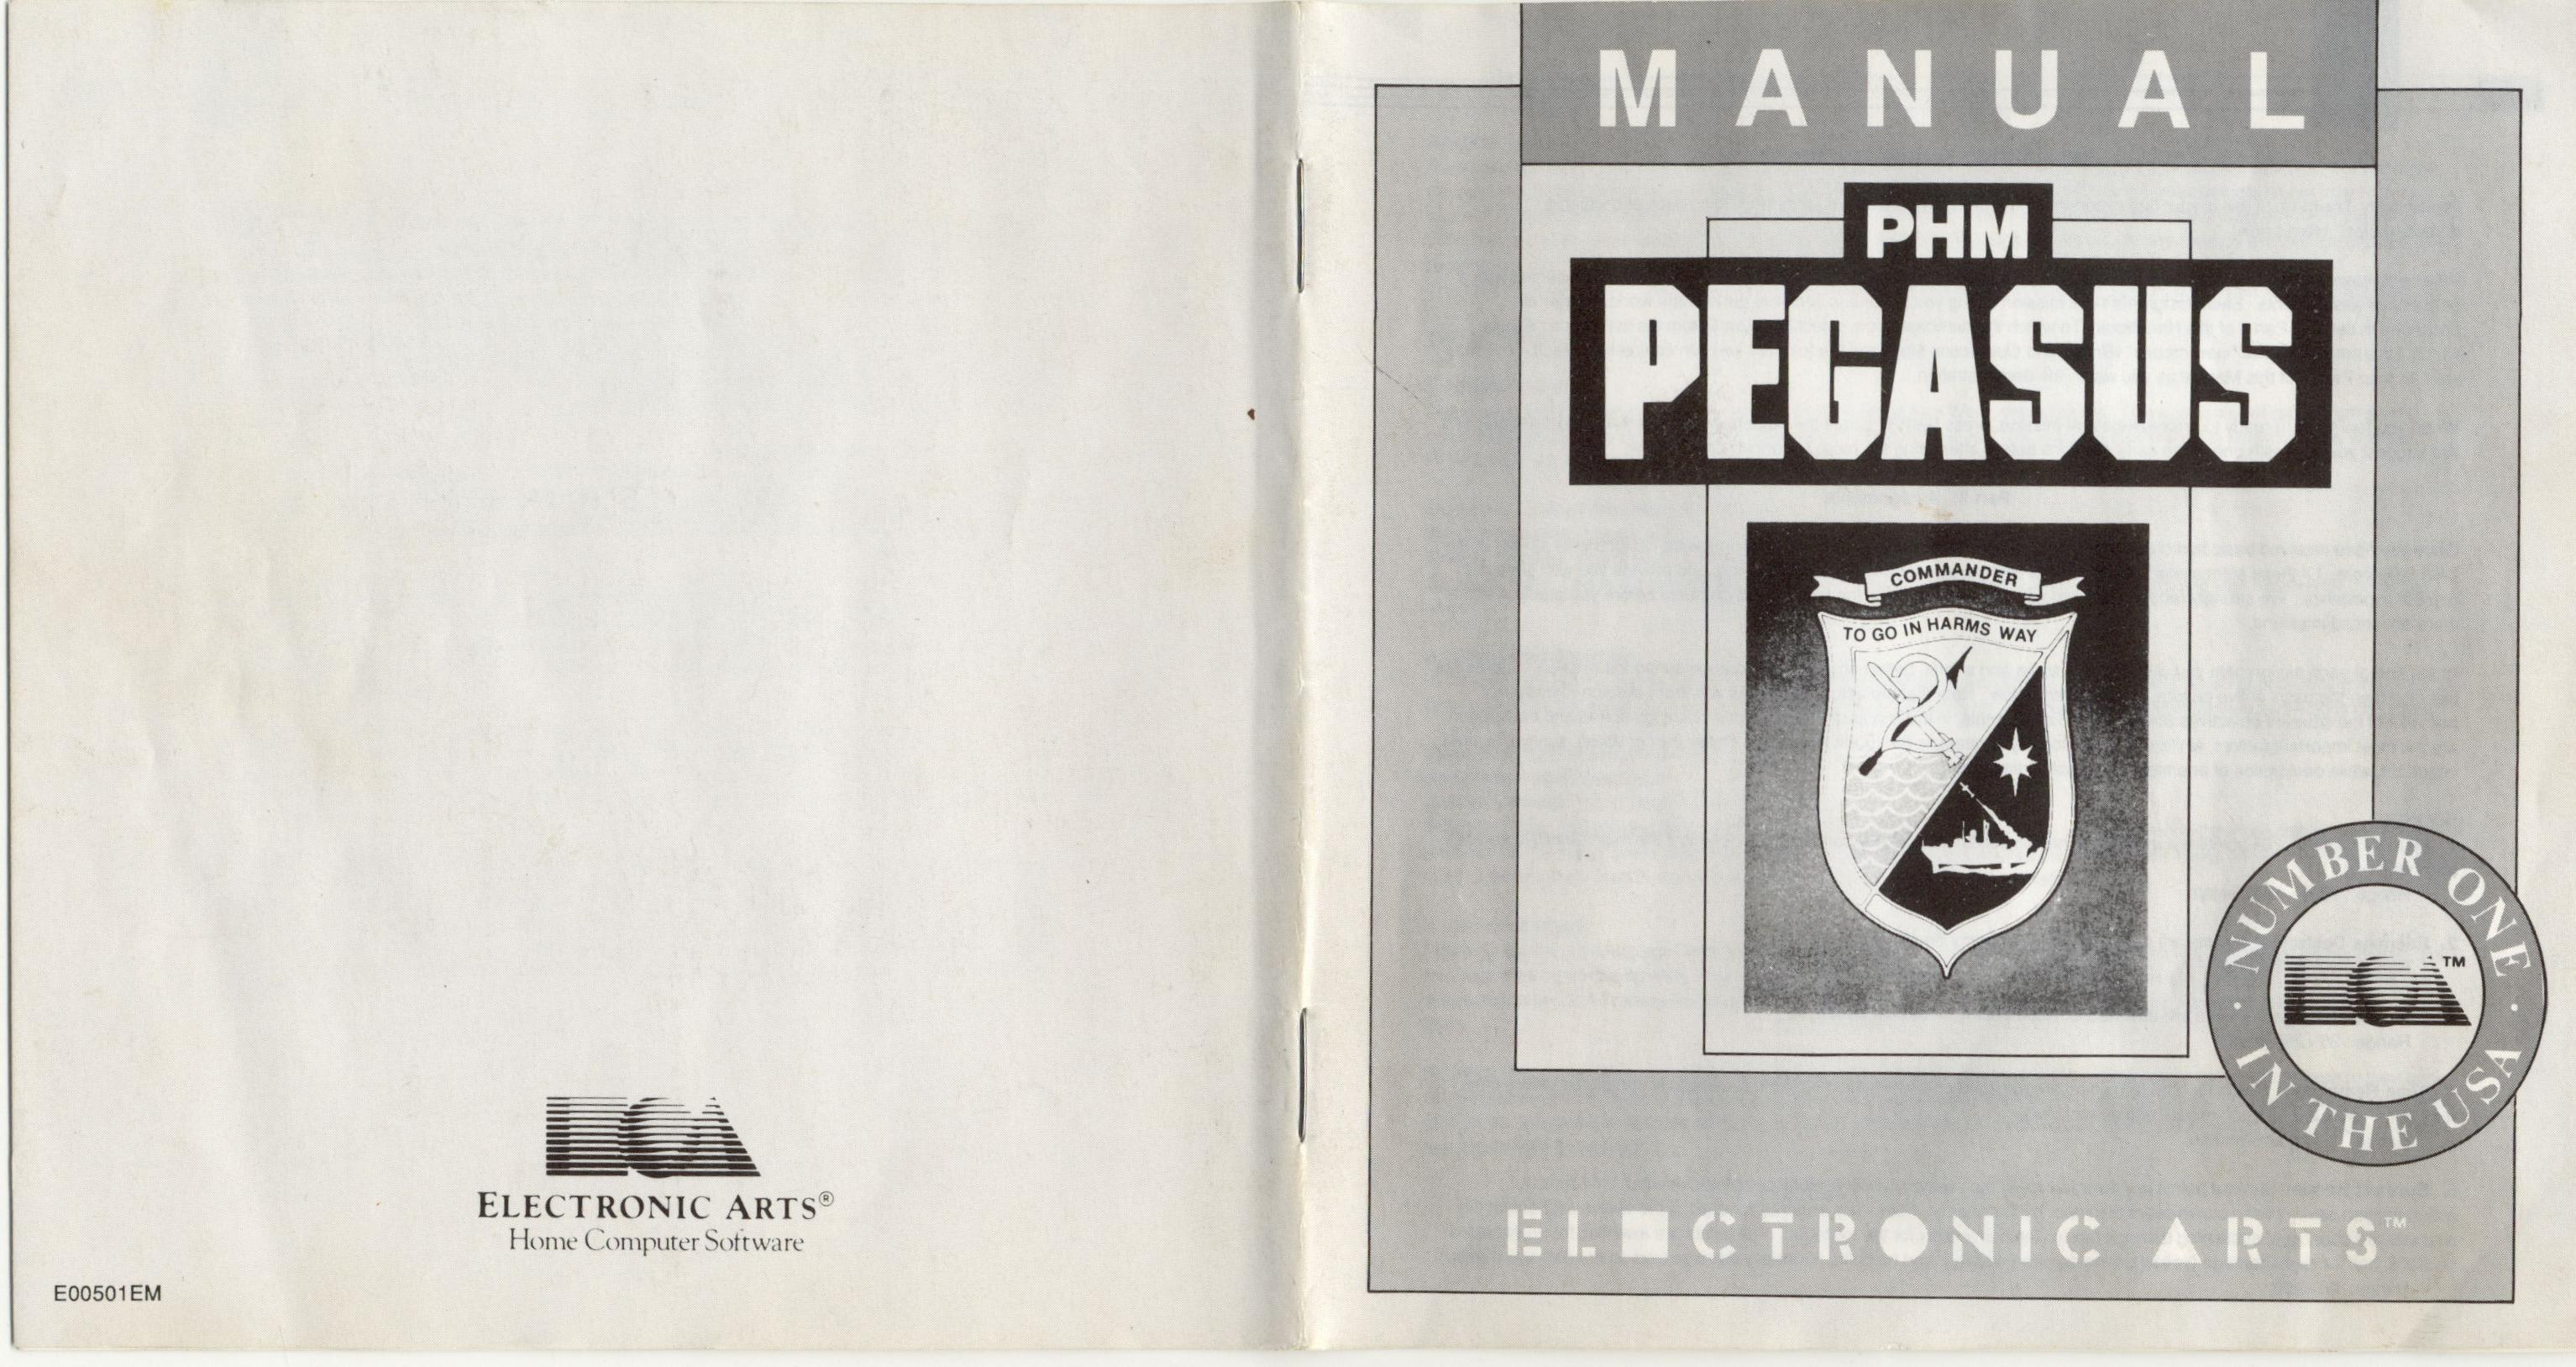 ELECTRONIC ARTS®
Home Computer Software
E00501EM
MANUAL
PHM
PEGASUS
COMMANDER
TO GO IN HARMS WAY
NUMBER ONE
EOA™
IN THE USA
ELECTRONIC ARTS™